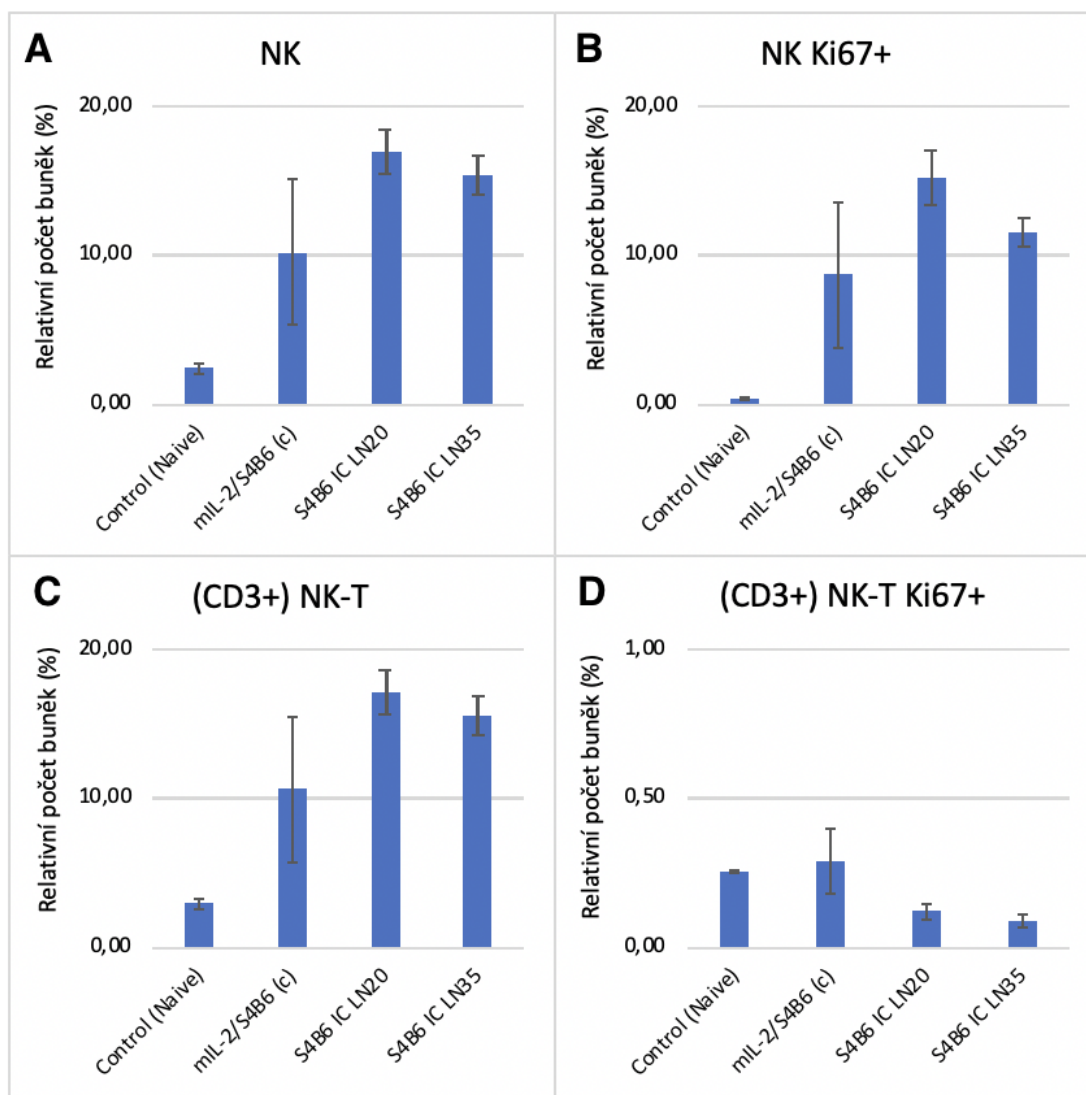 A
NK
Relativní počet buněk (%)
20,00
10,00
0,00
Control (Naive)
mIL-2/S4B6 (c)
S4B6 IC LN20
S4B6 IC LN35
B
NK Ki67+
Relativní počet buněk (%)
20,00
10,00
0,00
Control (Naive)
mIL-2/S4B6 (c)
S4B6 IC LN20
S4B6 IC LN35
C
(CD3+) NK-T
Relativní počet buněk (%)
20,00
10,00
0,00
Control (Naive)
mIL-2/S4B6 (c)
S4B6 IC LN20
S4B6 IC LN35
D
(CD3+) NK-T Ki67+
Relativní počet buněk (%)
1,00
0,50
0,00
Control (Naive)
mIL-2/S4B6 (c)
S4B6 IC LN20
S4B6 IC LN35